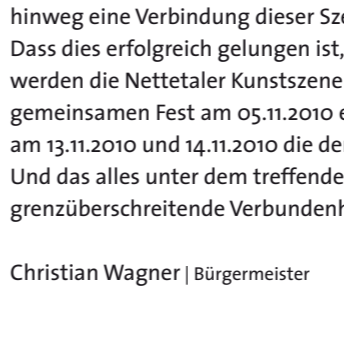 hinweg eine Verbindung dieser
Dass dies erfolgreich gelungen ist,
werden die Nettetaler Kunstszene
gemeinsamen Fest am 05.11.2010
am 13.11.2010 und 14.11.2010 die
Und das alles unter dem
grenzüberschreitende
Christian Wagner | Bürgermeister